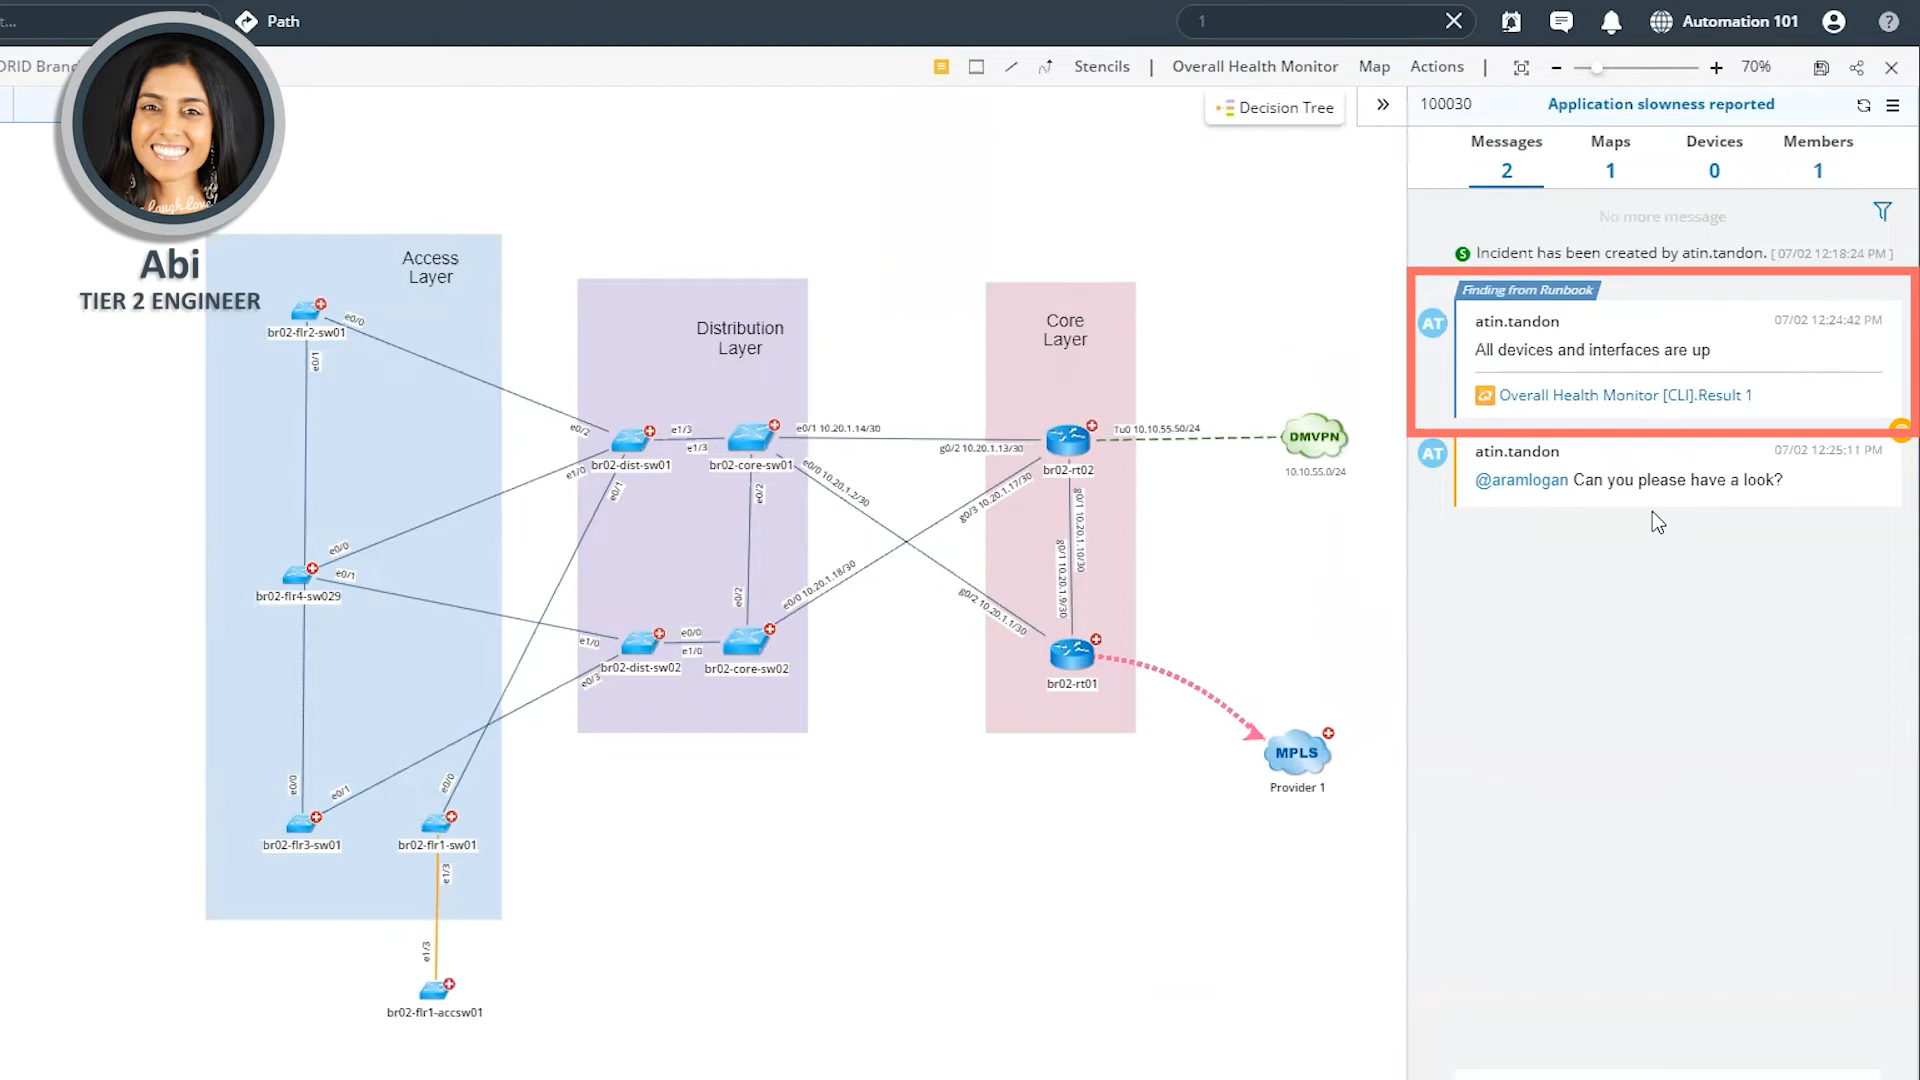 t...
Path
1
Automation 101
DRID Branc
Stencils | Overall Health Monitor Map Actions | 70%
Decision Tree
100030 Application slowness reported
Messages Maps Devices Members
2 1 0 1
No more message
Incident has been created by atin.tandon. [ 07/02 12:18:24 PM ]
Finding from Runbook
AT
atin.tandon 07/02 12:24:42 PM
All devices and interfaces are up
Overall Health Monitor [CLI].Result 1
AT
atin.tandon 07/02 12:25:11 PM
@aramlogan Can you please have a look?
Laugh Love!
Abi
TIER 2 ENGINEER
Access
Layer
br02-flr2-sw01
e0/0
e0/1
e0/0
e0/1
br02-flr4-sw029
e0/0
e0/1
br02-flr3-sw01
e0/0
br02-flr1-sw01
e1/3
e1/3
br02-flr1-accsw01
Distribution
Layer
e0/2
e1/3
e1/3
br02-dist-sw01
e1/0
e0/1
br02-core-sw01
e0/1 10.20.1.14/30
e0/0 10.20.1.2/30
e0/2
e0/2
e0/0 10.20.1.18/30
e1/0
e0/0
e1/0
br02-dist-sw02
br02-core-sw02
e0/3
Core
Layer
g0/2 10.20.1.13/30
br02-rt02
g0/3 10.20.1.17/30
g0/1 10.20.1.10/30
g0/1 10.20.1.9/30
g0/2 10.20.1.1/30
br02-rt01
Tu0 10.10.55.50/24
DMVPN
10.10.55.0/24
MPLS
Provider 1